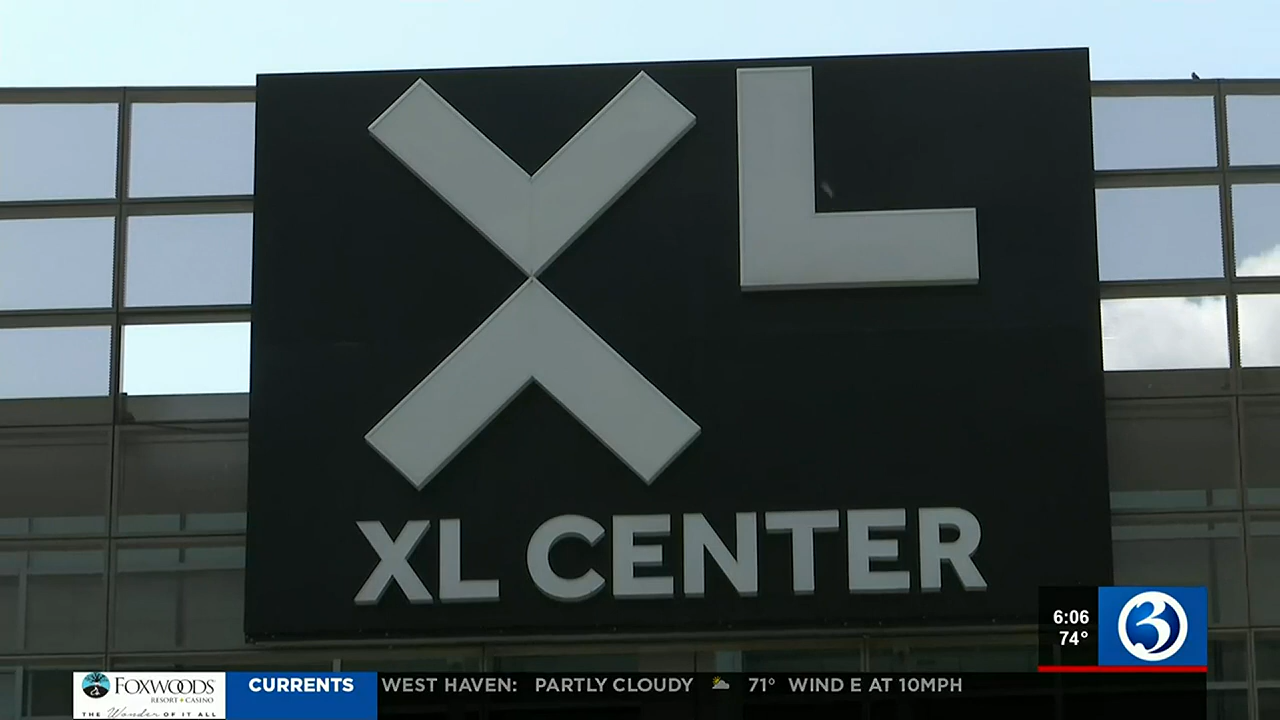 XL
XL CENTER
6:06
74°
3
FOXWOODS
RESORT • CASINO
THE Wonder OF IT ALL
CURRENTS
WEST HAVEN: PARTLY CLOUDY 71° WIND E AT 10MPH